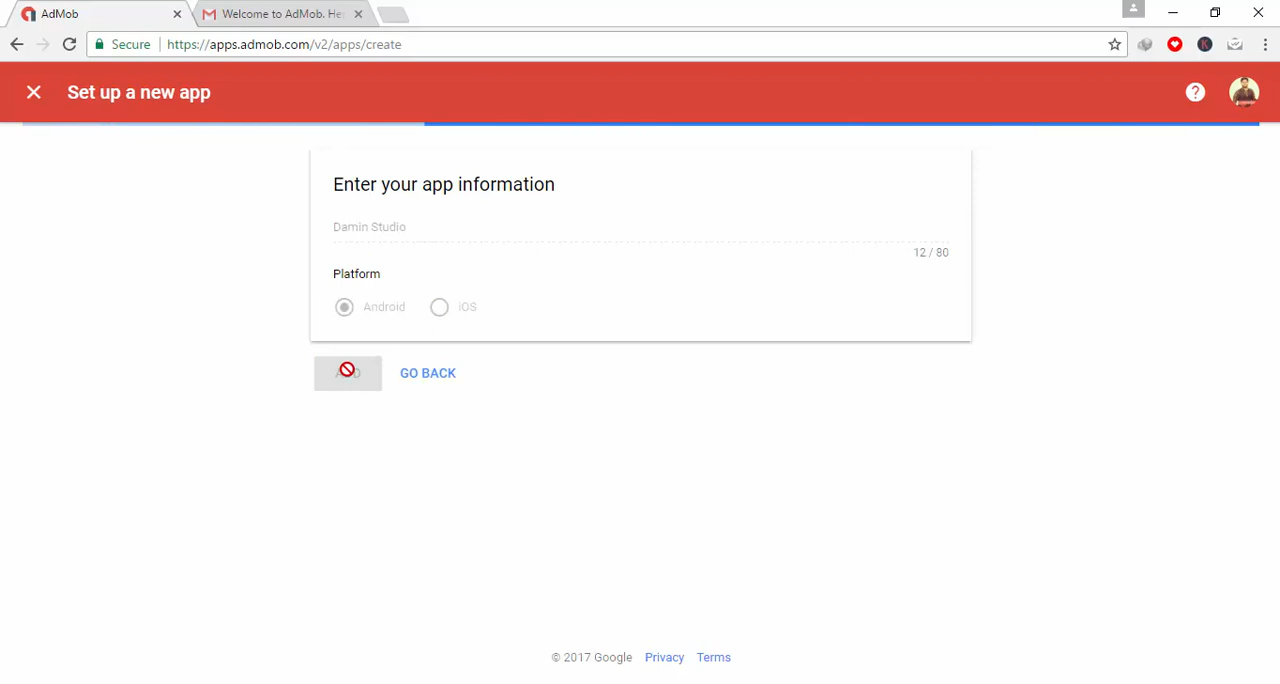 AdMob
Welcome to AdMob. He
Secure
https://apps.admob.com/v2/apps/create
Set up a new app
Enter your app information
Damin Studio
12 / 80
Platform
Android
iOS
GO BACK
© 2017 Google Privacy Terms